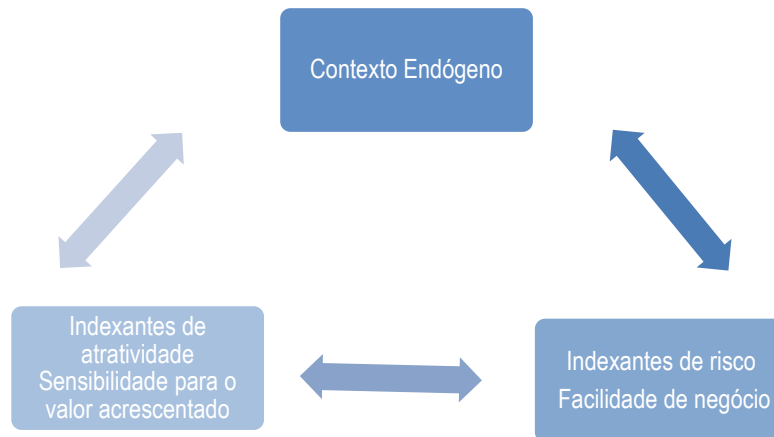 Contexto Endógeno
Indexantes de
atratividade
Sensibilidade para o
valor acrescentado
Indexantes de risco
Facilidade de negócio